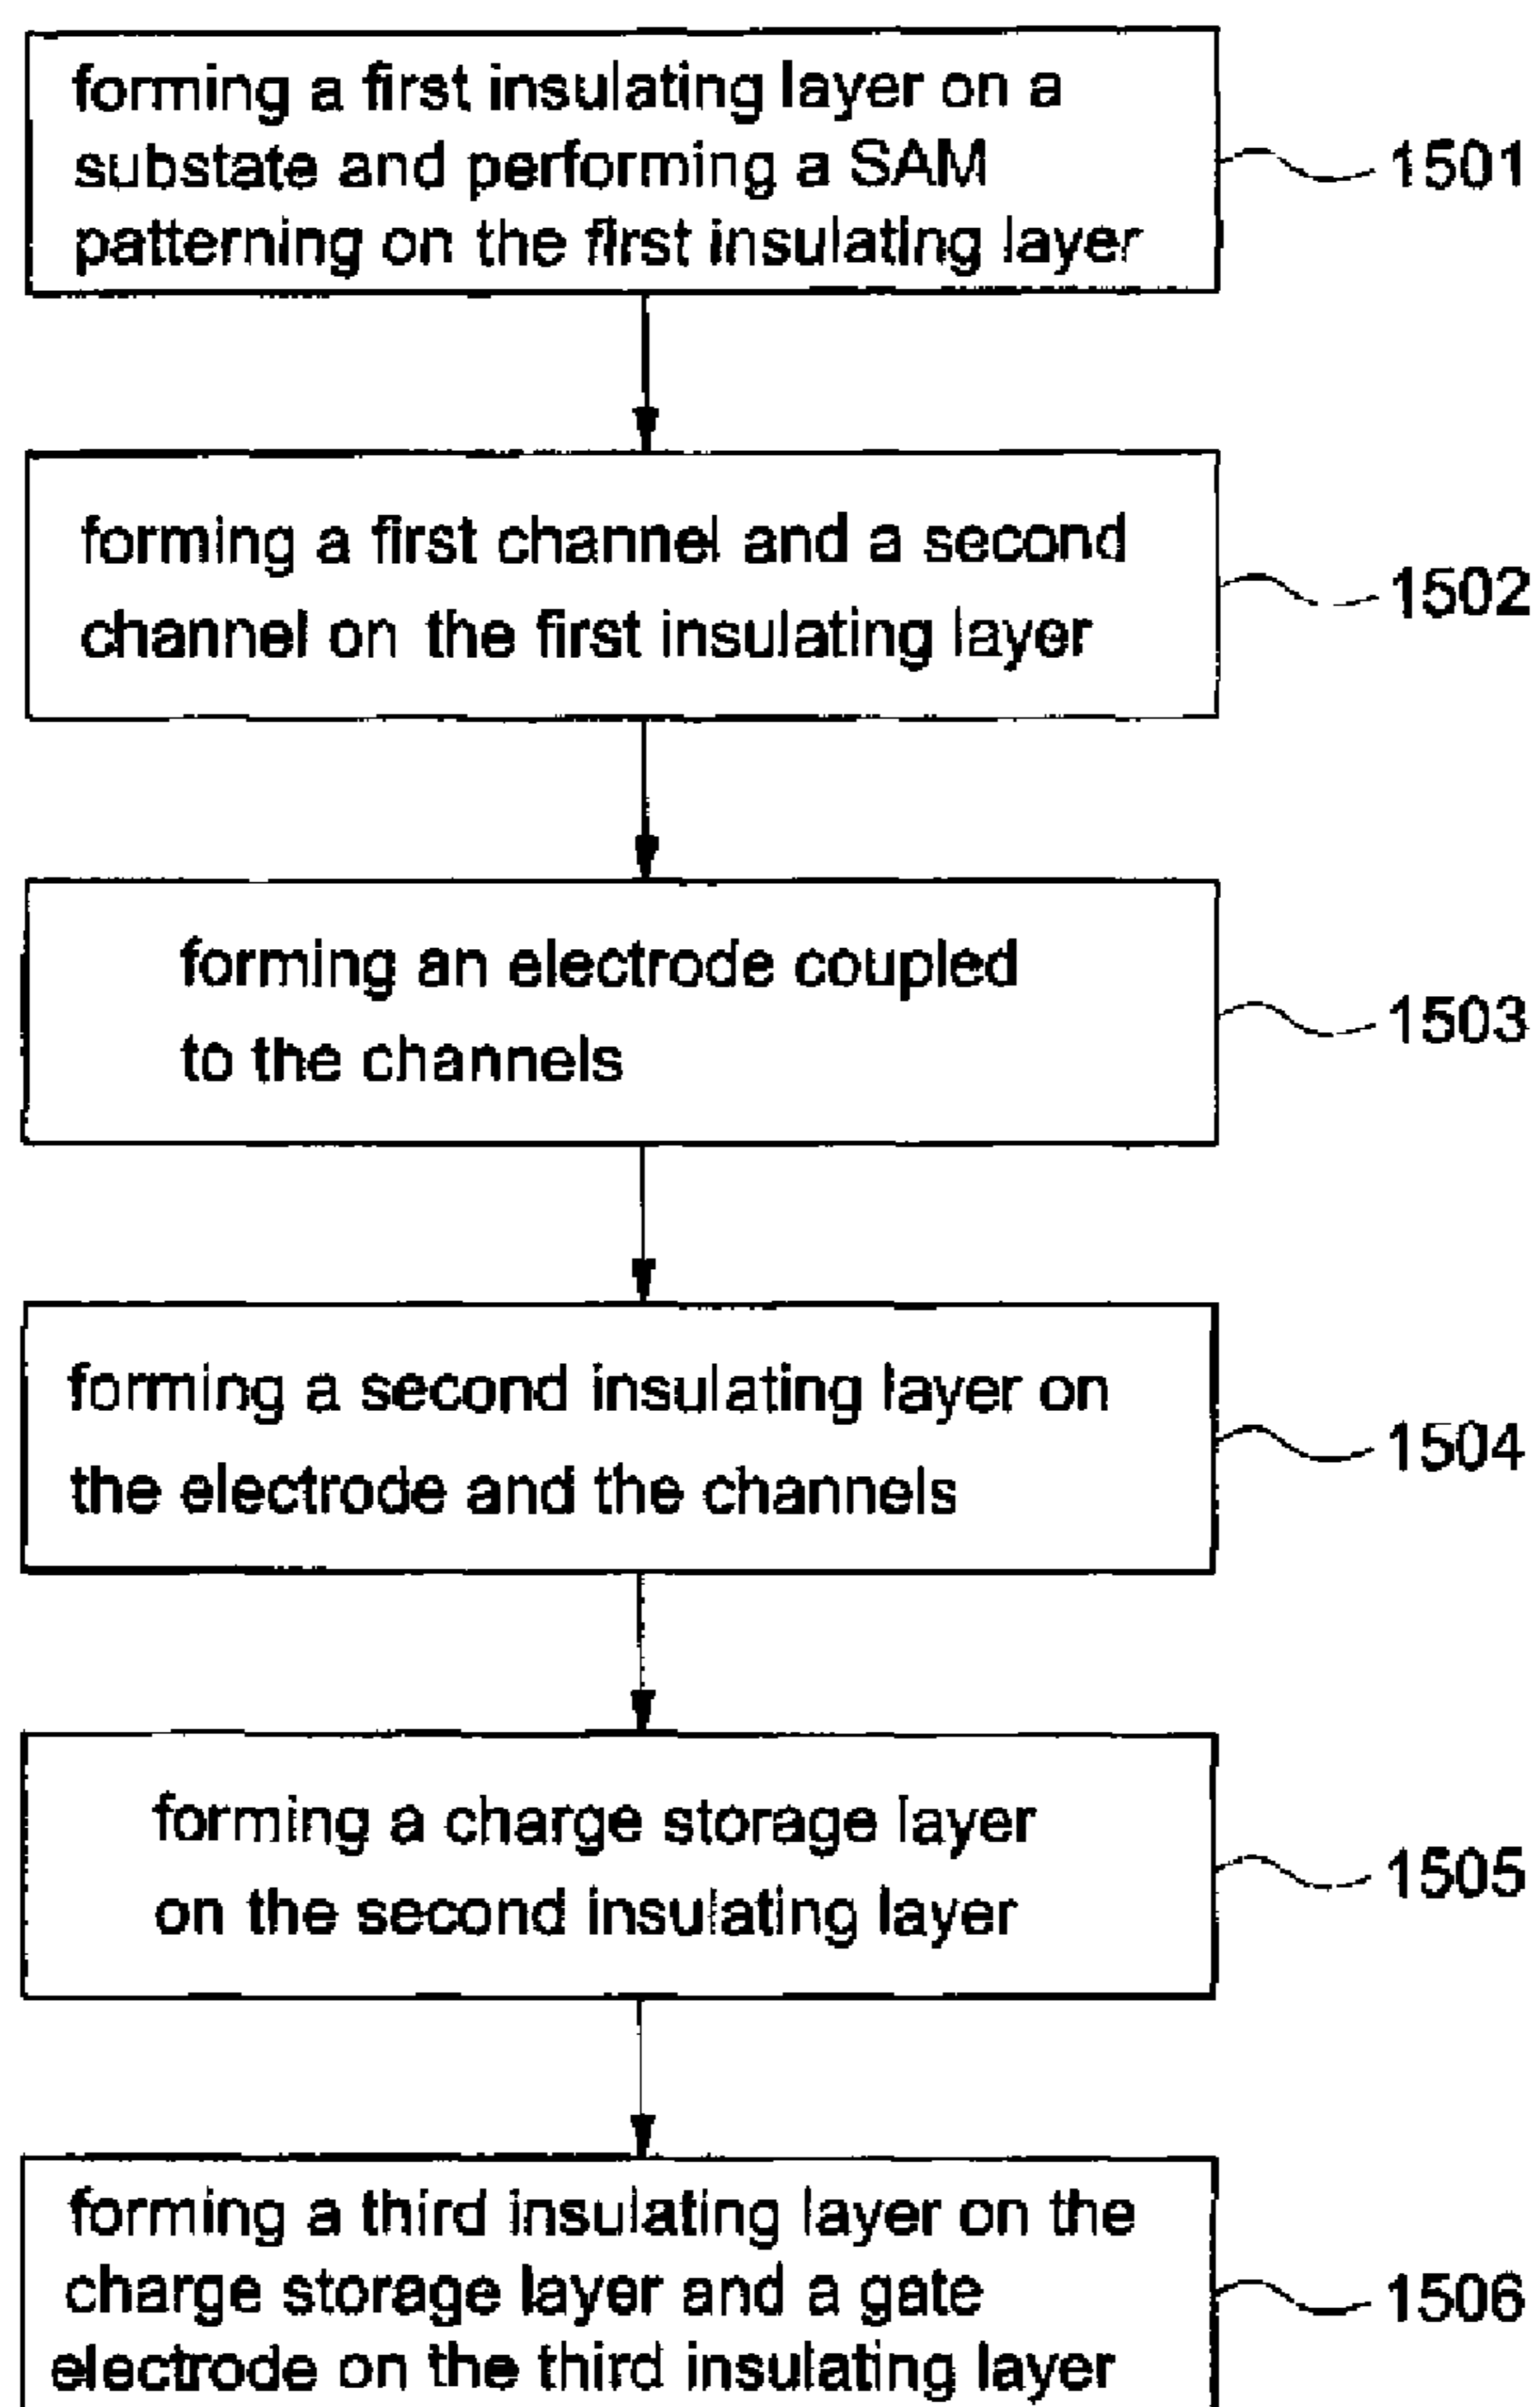 forming a first insulating layer on a
substate and performing a SAM
patterning on the first insulating layer
1501
forming a first channel and a second
channel on the first insulating layer
1502
forming an electrode coupled
to the channels
1503
forming a second insulating layer on
the electrode and the channels
1504
forming a charge storage layer
on the second insulating layer
1505
forming a third insulating layer on the
charge storage layer and a gate
electrode on the third insulating layer
1506